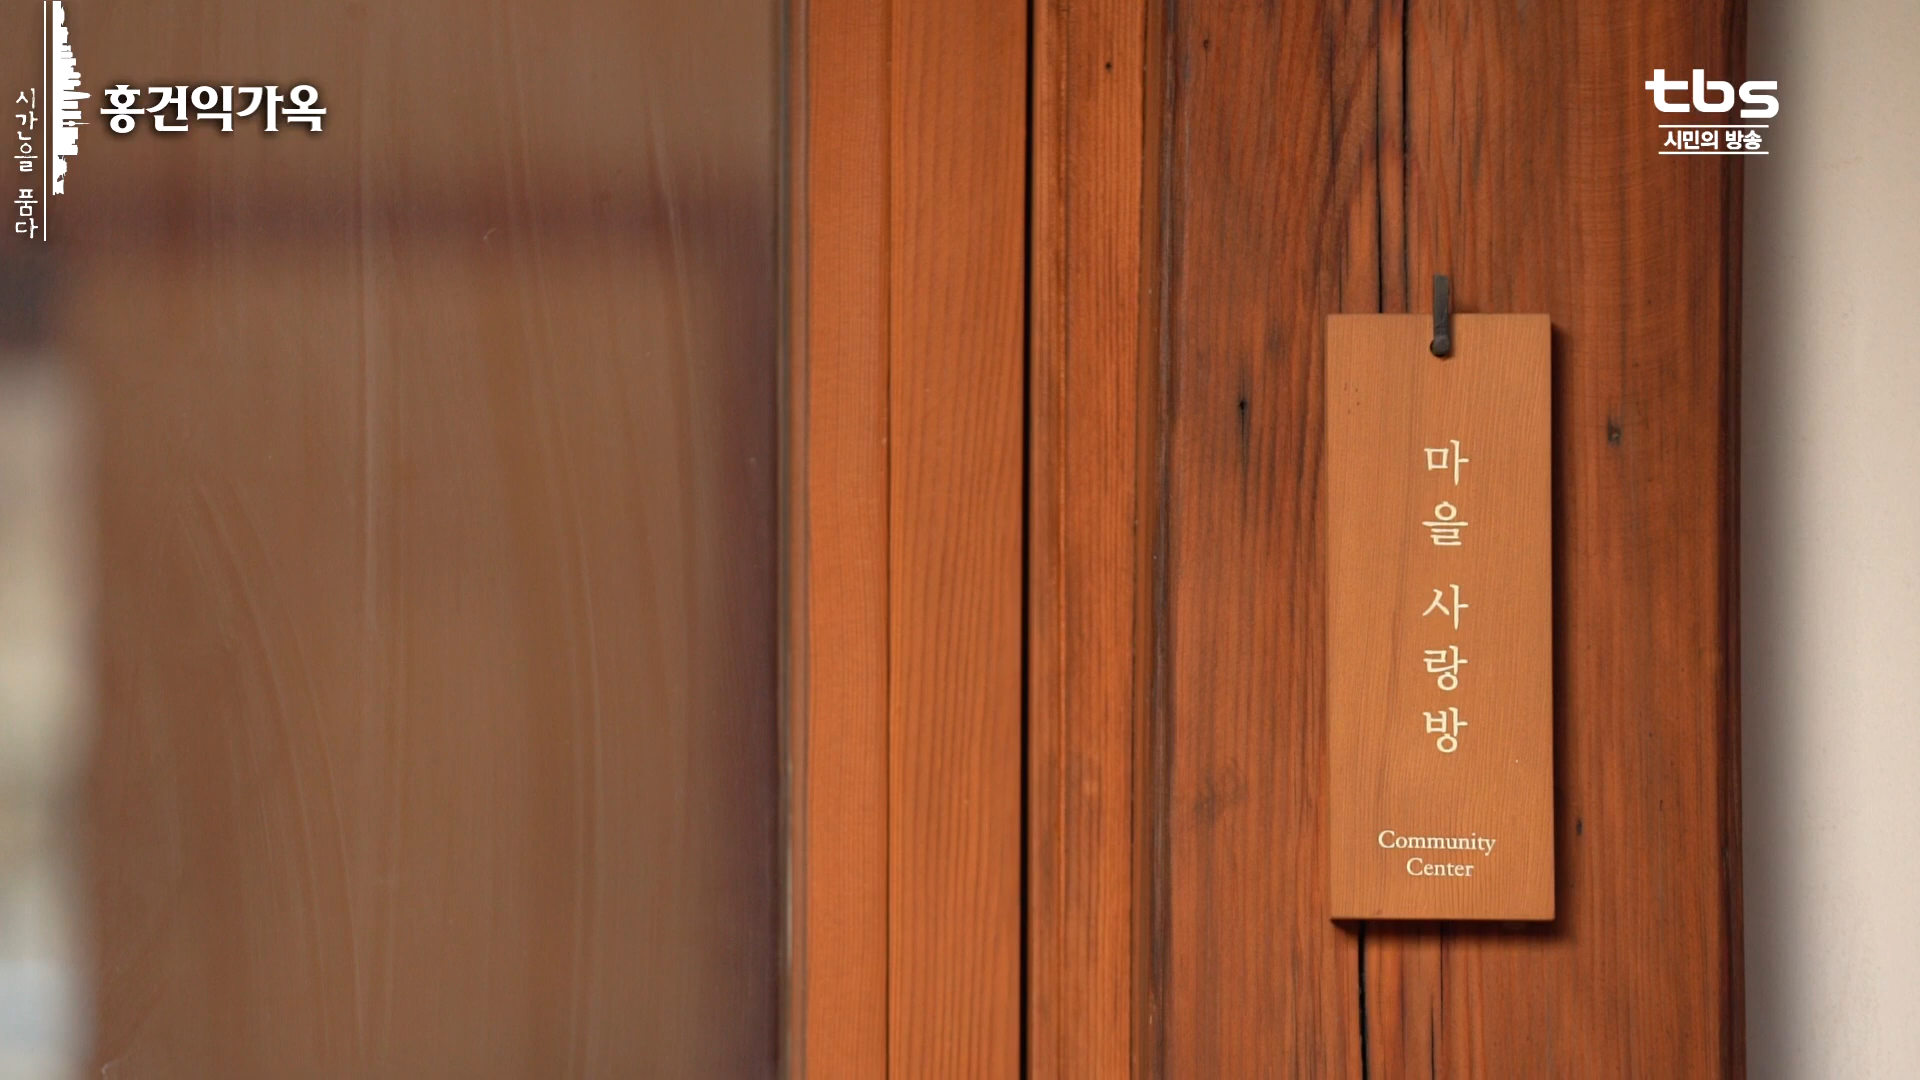 시간을 품다
홍건익가옥
tbs
시민의 방송
마을 사랑방
Community
Center